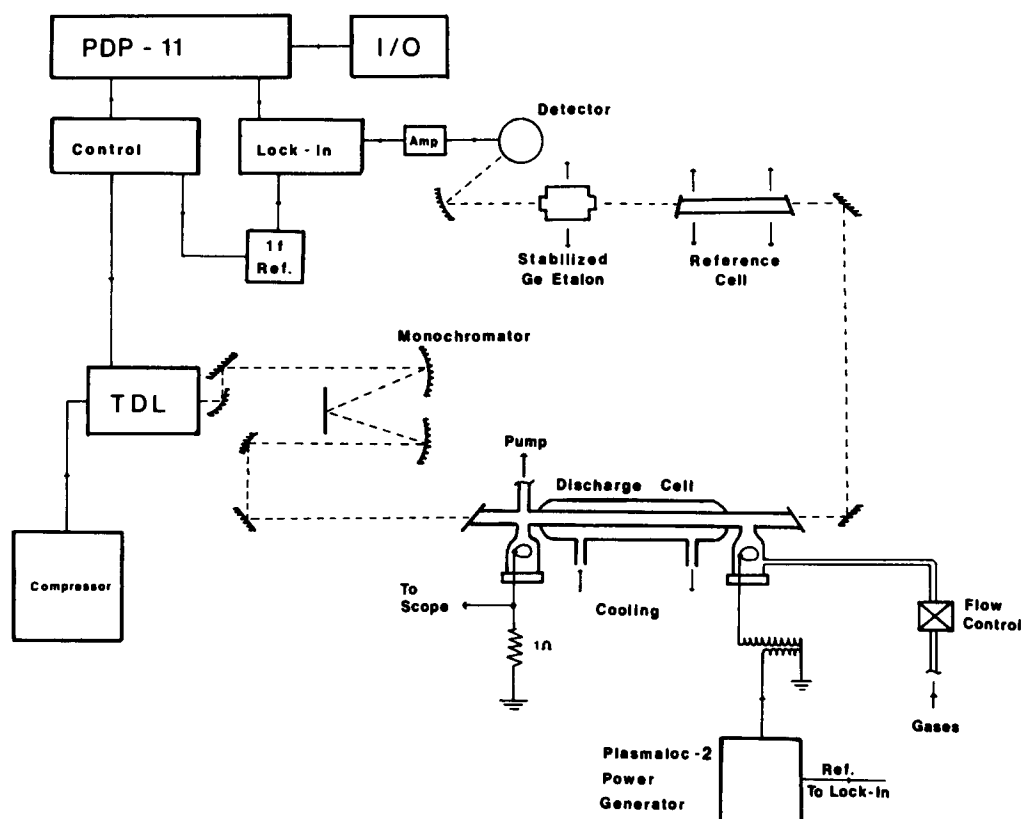 PDP - 11
I/O
Control
Lock - In
Amp
Detector
1f
Ref.
Stabilized
Ge Etalon
Reference
Cell
Monochromator
TDL
Pump
Discharge Cell
Compressor
To
Scope
Cooling
1Ω
Flow
Control
Gases
Plasmaloc -2
Power
Generator
Ref.
To Lock-In